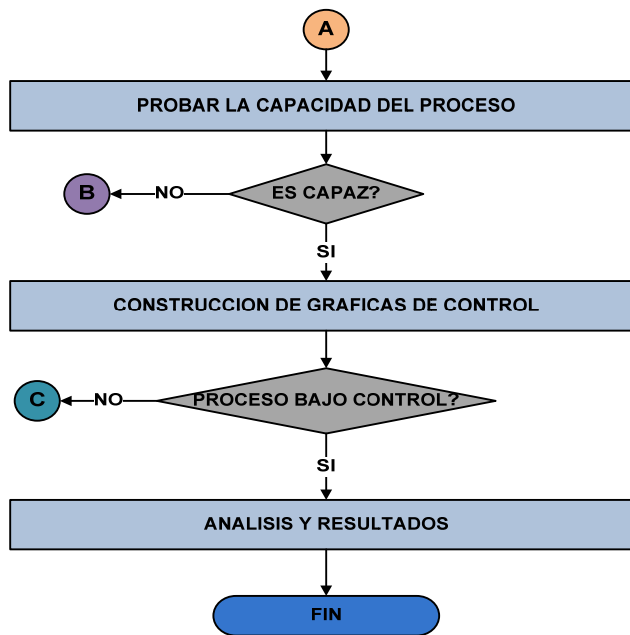 A
PROBAR LA CAPACIDAD DEL PROCESO
B
NO
ES CAPAZ?
SI
CONSTRUCCION DE GRAFICAS DE CONTROL
C
NO
PROCESO BAJO CONTROL?
SI
ANALISIS Y RESULTADOS
FIN